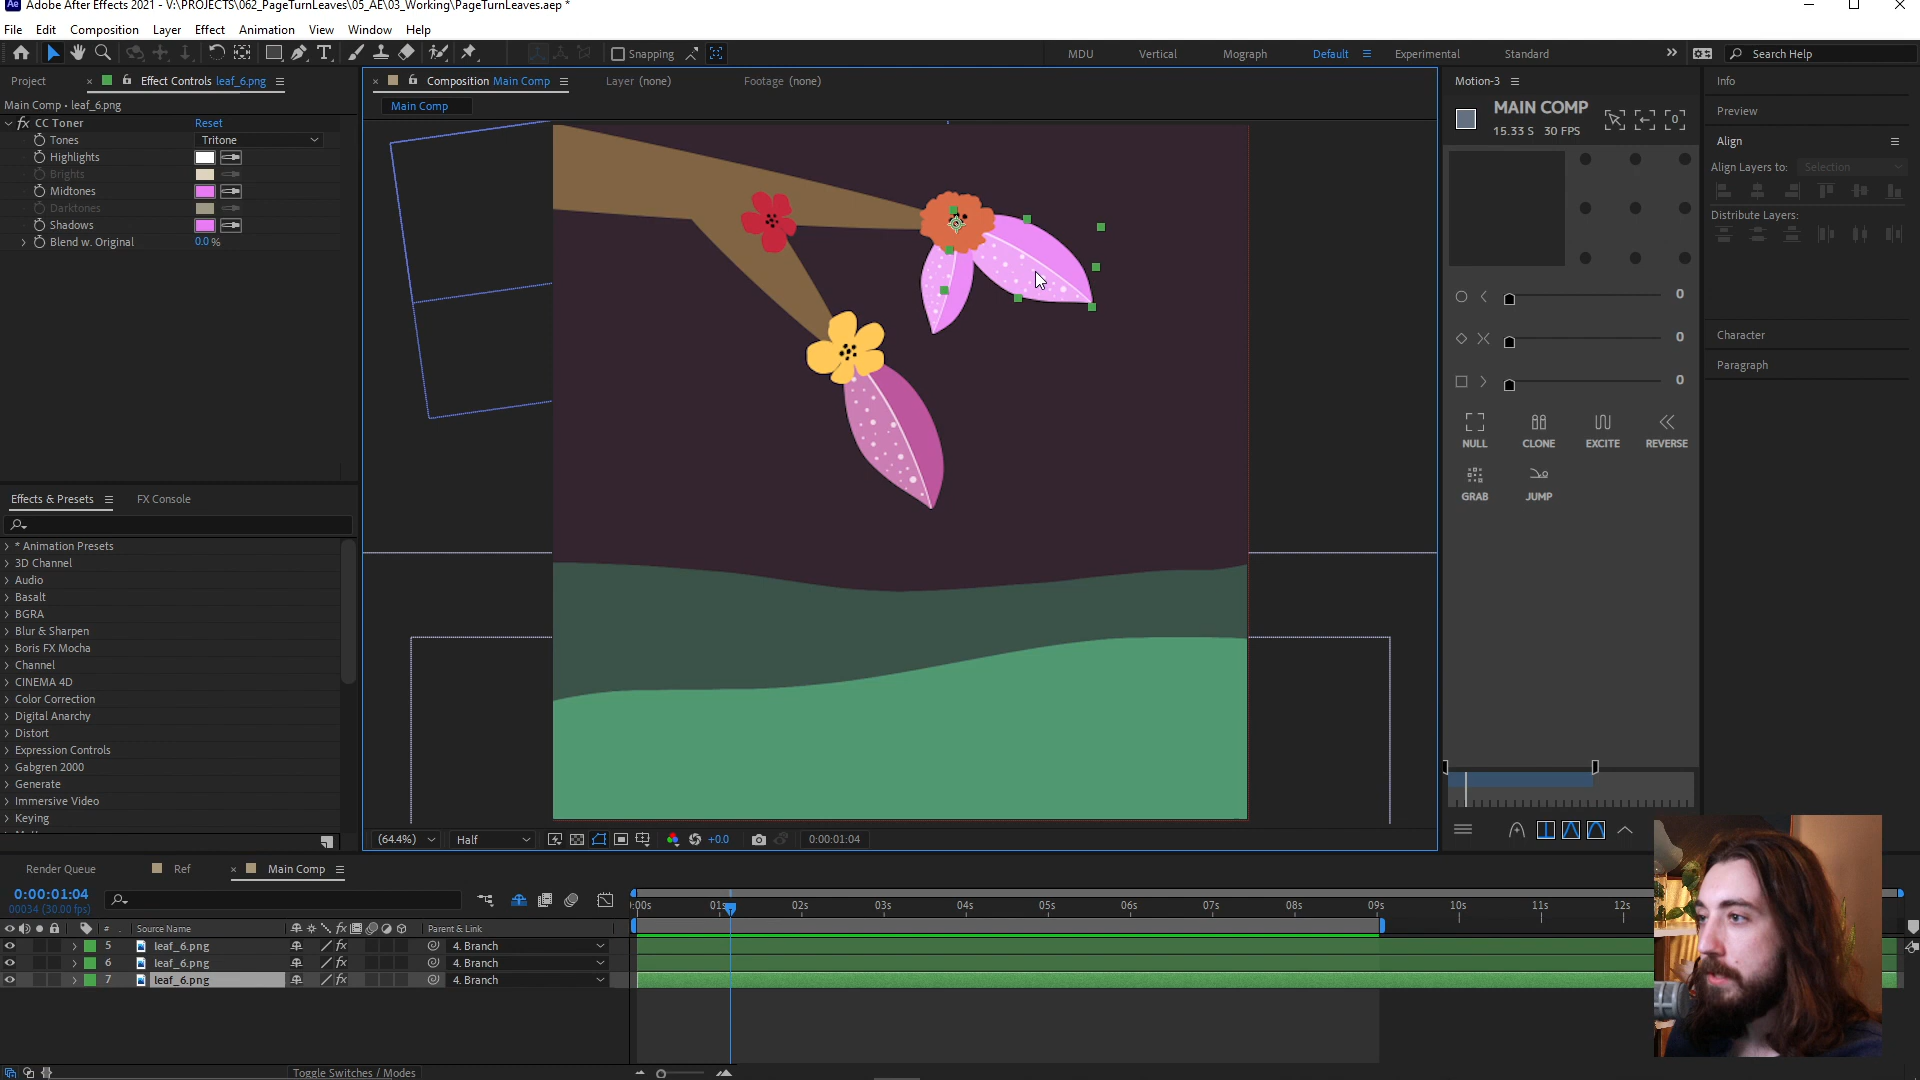 Adobe After Effects 2021 - V:\PROJECTS\062_PageTurnLeaves\05_AE\03_Working\PageTurnLeaves.aep *
File Edit Composition Layer Effect Animation View Window Help
Snapping
MDU Vertical Mograph Default Experimental Standard
Search Help
Project
Effect Controls leaf_6.png
Composition Main Comp
Layer (none)
Footage (none)
Motion-3
Info
Main Comp • leaf_6.png
Main Comp
MAIN COMP
15.33 S 30 FPS
Preview
fx CC Toner Reset
Tones Tritone
Highlights
Brights
Midtones
Darktones
Shadows
Blend w. Original 0.0 %
Align
Align Layers to: Selection
Distribute Layers:
0
0
0
Character
Paragraph
NULL CLONE EXCITE REVERSE
GRAB JUMP
Effects & Presets
FX Console
* Animation Presets
3D Channel
Audio
Basalt
BGRA
Blur & Sharpen
Boris FX Mocha
Channel
CINEMA 4D
Color Correction
Digital Anarchy
Distort
Expression Controls
Gabgren 2000
Generate
Immersive Video
Keying
(64.4%) Half +0.0 0:00:01:04
Render Queue Ref Main Comp
0:00:01:04
00034 (30.00 fps)
:00s 01s 02s 03s 04s 05s 06s 07s 08s 09s 10s 11s 12s
# Source Name fx Parent & Link
5 leaf_6.png fx 4. Branch
6 leaf_6.png fx 4. Branch
7 leaf_6.png fx 4. Branch
Toggle Switches / Modes